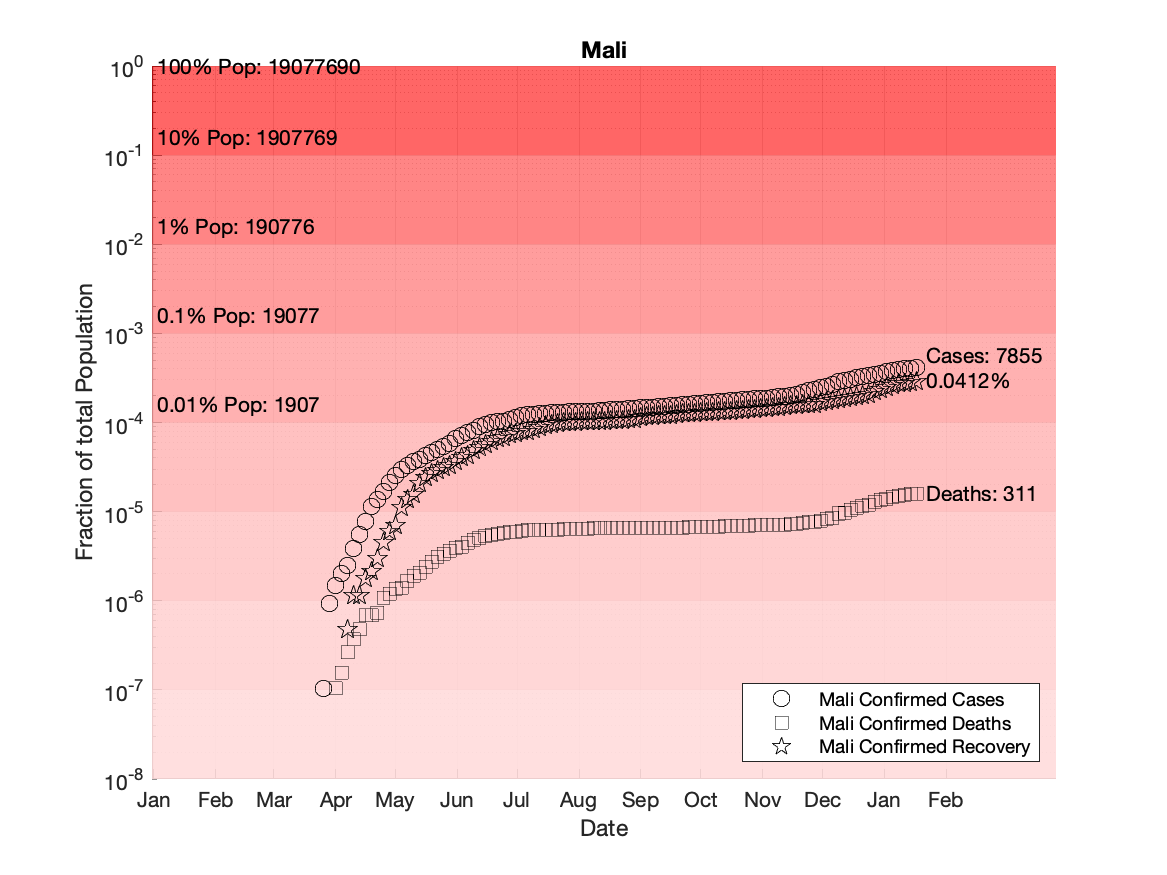 Mali
10^0
100% Pop: 19077690
10% Pop: 1907769
10^-1
1% Pop: 190776
10^-2
0.1% Pop: 19077
10^-3
Cases: 7855
0.0412%
0.01% Pop: 1907
10^-4
Deaths: 311
10^-5
10^-6
10^-7
10^-8
Fraction of total Population
Mali Confirmed Cases
Mali Confirmed Deaths
Mali Confirmed Recovery
Jan Feb Mar Apr May Jun Jul Aug Sep Oct Nov Dec Jan Feb
Date